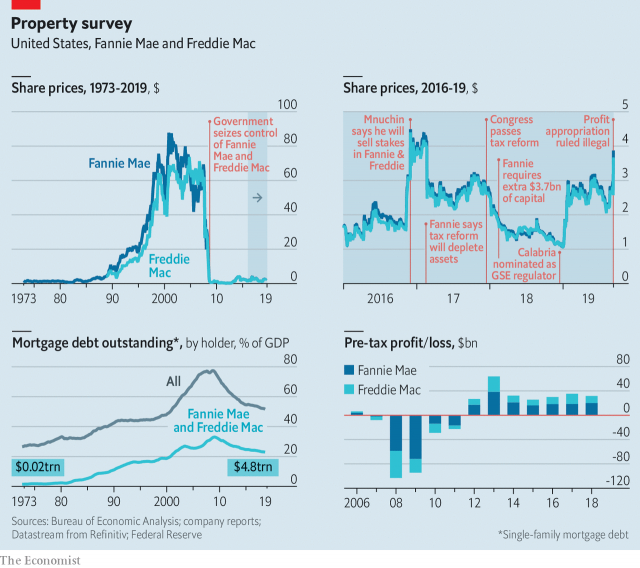 Property survey
United States, Fannie Mae and Freddie Mac
Share prices, 1973-2019, $
100
80
60
40
20
0
Government
seizes control
of Fannie
Mae and
Freddie Mac
Fannie Mae
Freddie
Mac
1973 80 90 2000 10 19
Share prices, 2016-19, $
5
4
3
2
1
0
Mnuchin
says he will
sell stakes
in Fannie &
Freddie
Congress
passes
tax reform
Profit
appropriation
ruled illegal
Fannie
requires
extra $3.7bn
of capital
Fannie says
tax reform
will deplete
assets
Calabria
nominated as
GSE regulator
2016 17 18 19
Mortgage debt outstanding*, by holder, % of GDP
80
60
40
20
0
All
Fannie Mae
and Freddie Mac
$0.02trn
$4.8trn
1973 80 90 2000 10 19
Pre-tax profit/loss, $bn
Fannie Mae
Freddie Mac
80
40
0
-40
-80
-120
2006 08 10 12 14 16 18
Sources: Bureau of Economic Analysis; company reports;
Datastream from Refinitiv; Federal Reserve
*Single-family mortgage debt
The Economist